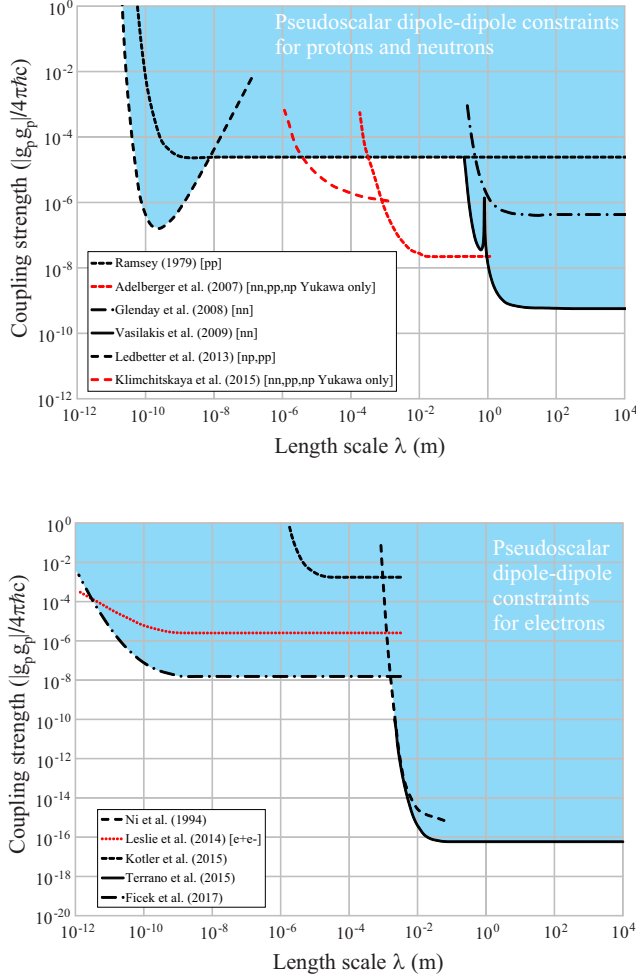 Pseudoscalar dipole-dipole constraints
for protons and neutrons
Coupling strength (|g_p g_p|/4πħc)
10^0
10^-2
10^-4
10^-6
10^-8
10^-10
10^-12
Ramsey (1979) [pp]
Adelberger et al. (2007) [nn,pp,np Yukawa only]
Glenday et al. (2008) [nn]
Vasilakis et al. (2009) [nn]
Ledbetter et al. (2013) [np,pp]
Klimchitskaya et al. (2015) [nn,pp,np Yukawa only]
10^-12 10^-10 10^-8 10^-6 10^-4 10^-2 10^0 10^2 10^4
Length scale λ (m)
Pseudoscalar
dipole-dipole
constraints
for electrons
Coupling strength (|g_p g_p|/4πħc)
10^0
10^-2
10^-4
10^-6
10^-8
10^-10
10^-12
10^-14
10^-16
10^-18
10^-20
Ni et al. (1994)
Leslie et al. (2014) [e+e-]
Kotler et al. (2015)
Terrano et al. (2015)
Ficek et al. (2017)
10^-12 10^-10 10^-8 10^-6 10^-4 10^-2 10^0 10^2 10^4
Length scale λ (m)